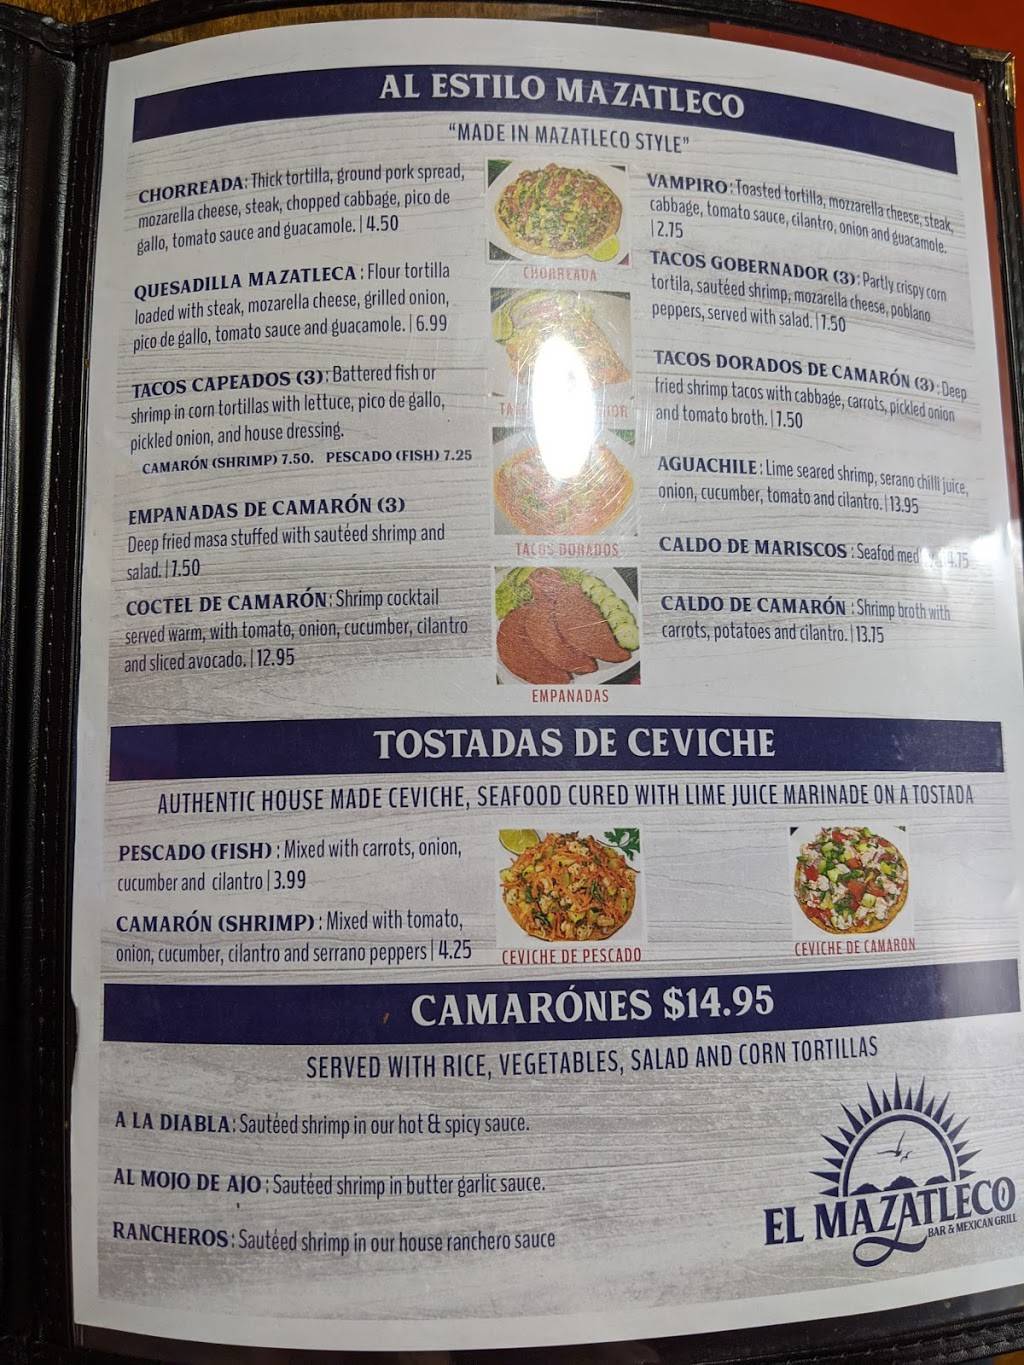 AL ESTILO MAZATLECO
"MADE IN MAZATLECO STYLE"
CHORREADA: Thick tortilla, ground pork spread,
mozarella cheese, steak, chopped cabbage, pico de
gallo, tomato sauce and guacamole. | 4.50
QUESADILLA MAZATLECA : Flour tortilla
loaded with steak, mozarella cheese, grilled onion,
pico de gallo, tomato sauce and guacamole. | 6.99
TACOS CAPEADOS (3): Battered fish or
shrimp in corn tortillas with lettuce, pico de gallo,
pickled onion, and house dressing.
CAMARÓN (SHRIMP) 7.50. PESCADO (FISH) 7.25
EMPANADAS DE CAMARÓN (3)
Deep fried masa stuffed with sautéed shrimp and
salad. | 7.50
COCTEL DE CAMARÓN: Shrimp cocktail
served warm, with tomato, onion, cucumber, cilantro
and sliced avocado. | 12.95
CHORREADA
TACOS DORADOS
EMPANADAS
VAMPIRO: Toasted tortilla, mozzarella cheese, steak,
cabbage, tomato sauce, cilantro, onion and guacamole.
| 2.75
TACOS GOBERNADOR (3): Partly crispy corn
tortila, sautéed shrimp, mozarella cheese, poblano
peppers, served with salad. | 7.50
TACOS DORADOS DE CAMARÓN (3): Deep
fried shrimp tacos with cabbage, carrots, pickled onion
and tomato broth. | 7.50
AGUACHILE: Lime seared shrimp, serano chilli juice,
onion, cucumber, tomato and cilantro. | 13.95
CALDO DE MARISCOS : Seafod 
CALDO DE CAMARÓN : Shrimp broth with
carrots, potatoes and cilantro. | 13.75
TOSTADAS DE CEVICHE
AUTHENTIC HOUSE MADE CEVICHE, SEAFOOD CURED WITH LIME JUICE MARINADE ON A TOSTADA
PESCADO (FISH) : Mixed with carrots, onion,
cucumber and cilantro | 3.99
CAMARÓN (SHRIMP) : Mixed with tomato,
onion, cucumber, cilantro and serrano peppers | 4.25
CEVICHE DE PESCADO
CEVICHE DE CAMARON
CAMARÓNES $14.95
SERVED WITH RICE, VEGETABLES, SALAD AND CORN TORTILLAS
A LA DIABLA: Sautéed shrimp in our hot & spicy sauce.
AL MOJO DE AJO : Sautéed shrimp in butter garlic sauce.
RANCHEROS: Sautéed shrimp in our house ranchero sauce
EL MAZATLECO
BAR & MEXICAN GRILL